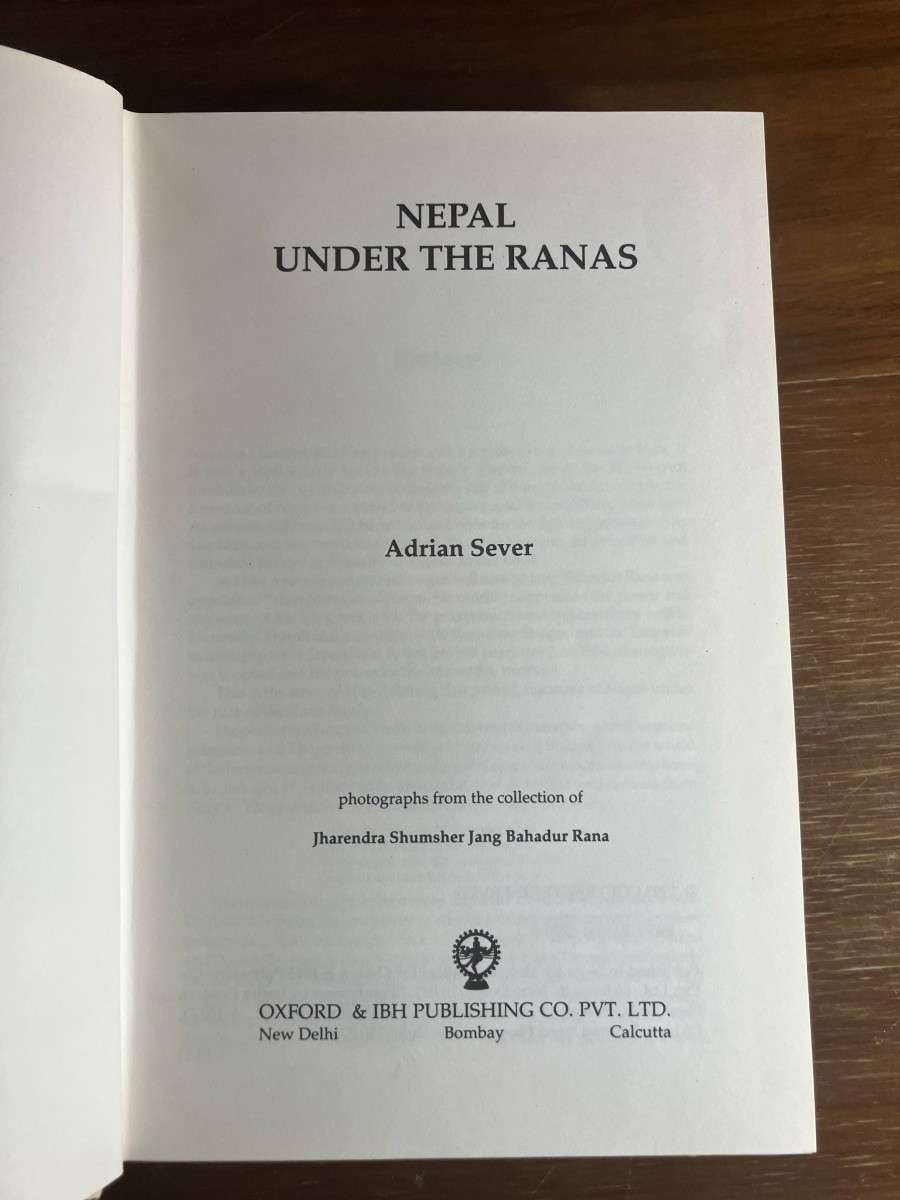 NEPAL
UNDER THE RANAS
Adrian Sever
photographs from the collection of
Jharendra Shumsher Jang Bahadur Rana
OXFORD & IBH PUBLISHING CO. PVT. LTD.
New Delhi Bombay Calcutta